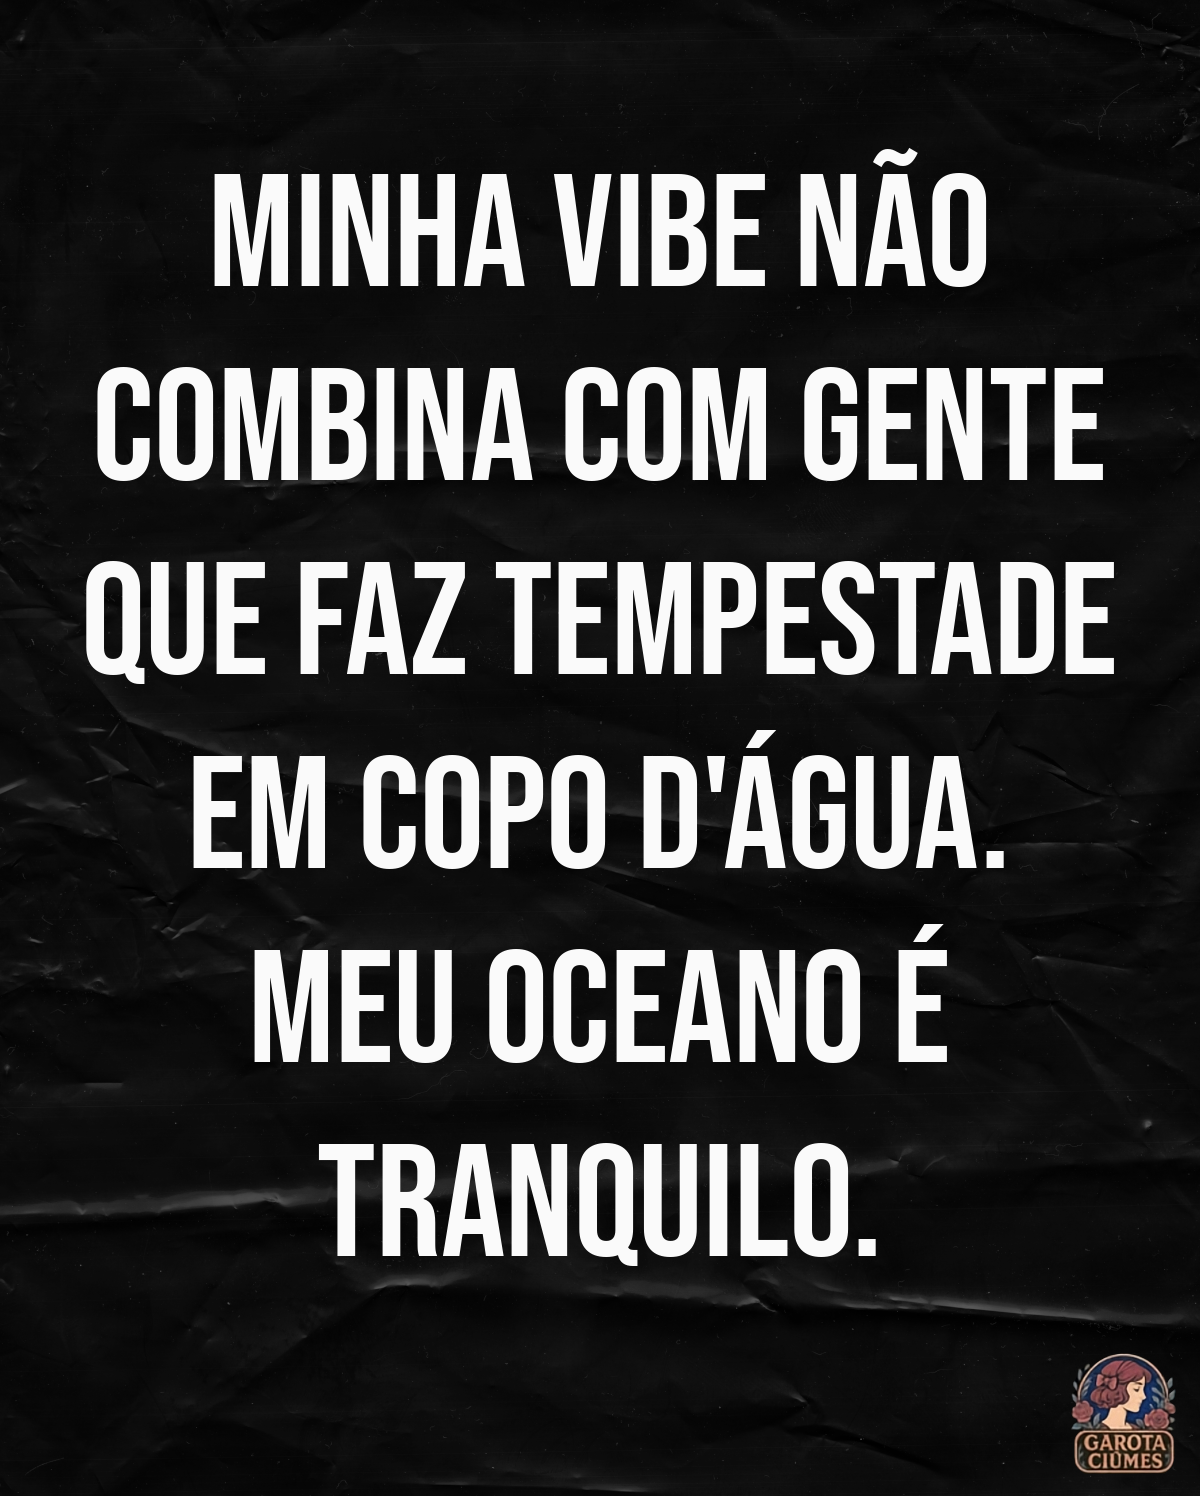 MINHA VIBE NÃO
COMBINA COM GENTE
QUE FAZ TEMPESTADE
EM COPO D'ÁGUA.
MEU OCEANO É
TRANQUILO.
GAROTA
CIÚMES